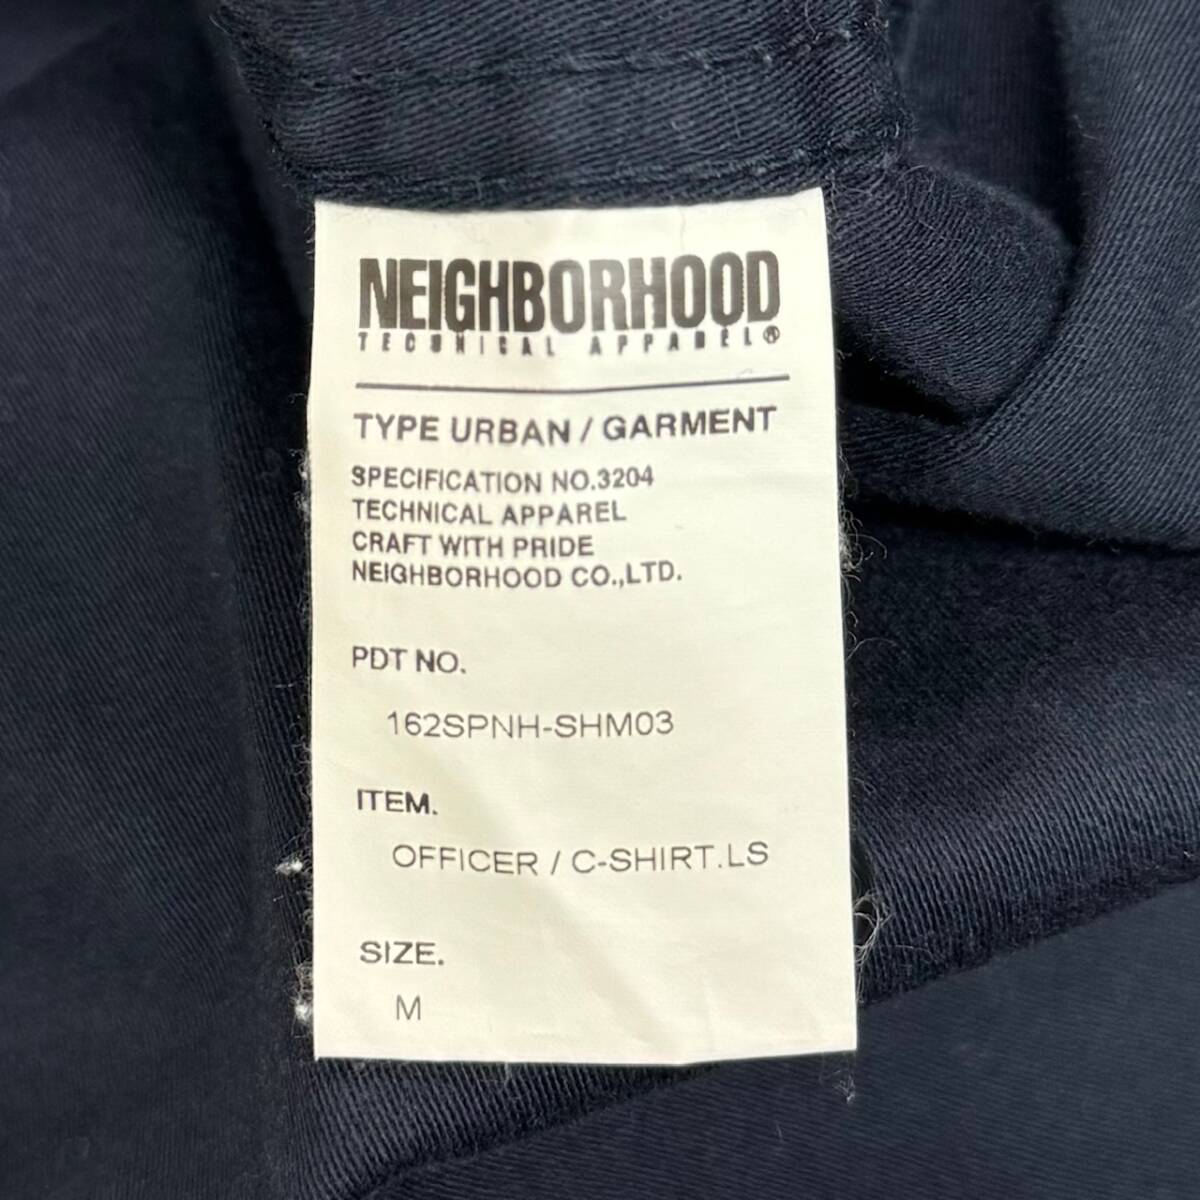 NEIGHBORHOOD
TECHNICAL APPAREL®
TYPE URBAN / GARMENT
SPECIFICATION NO.3204
TECHNICAL APPAREL
CRAFT WITH PRIDE
NEIGHBORHOOD CO.,LTD.
PDT NO.
162SPNH-SHM03
ITEM.
OFFICER / C-SHIRT.LS
SIZE.
M